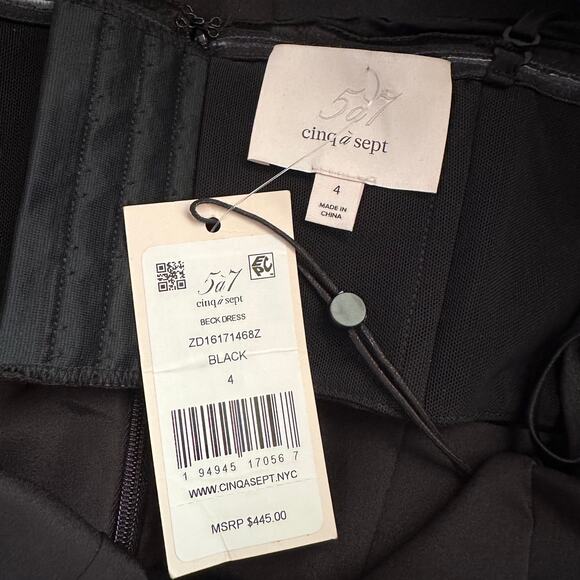 5à7
cinq à sept
4
MADE IN
CHINA
EPC
5à7
cinq à sept
BECK DRESS
ZD16171468Z
BLACK
4
1 94945 17056 7
WWW.CINQASEPT.NYC
MSRP $445.00